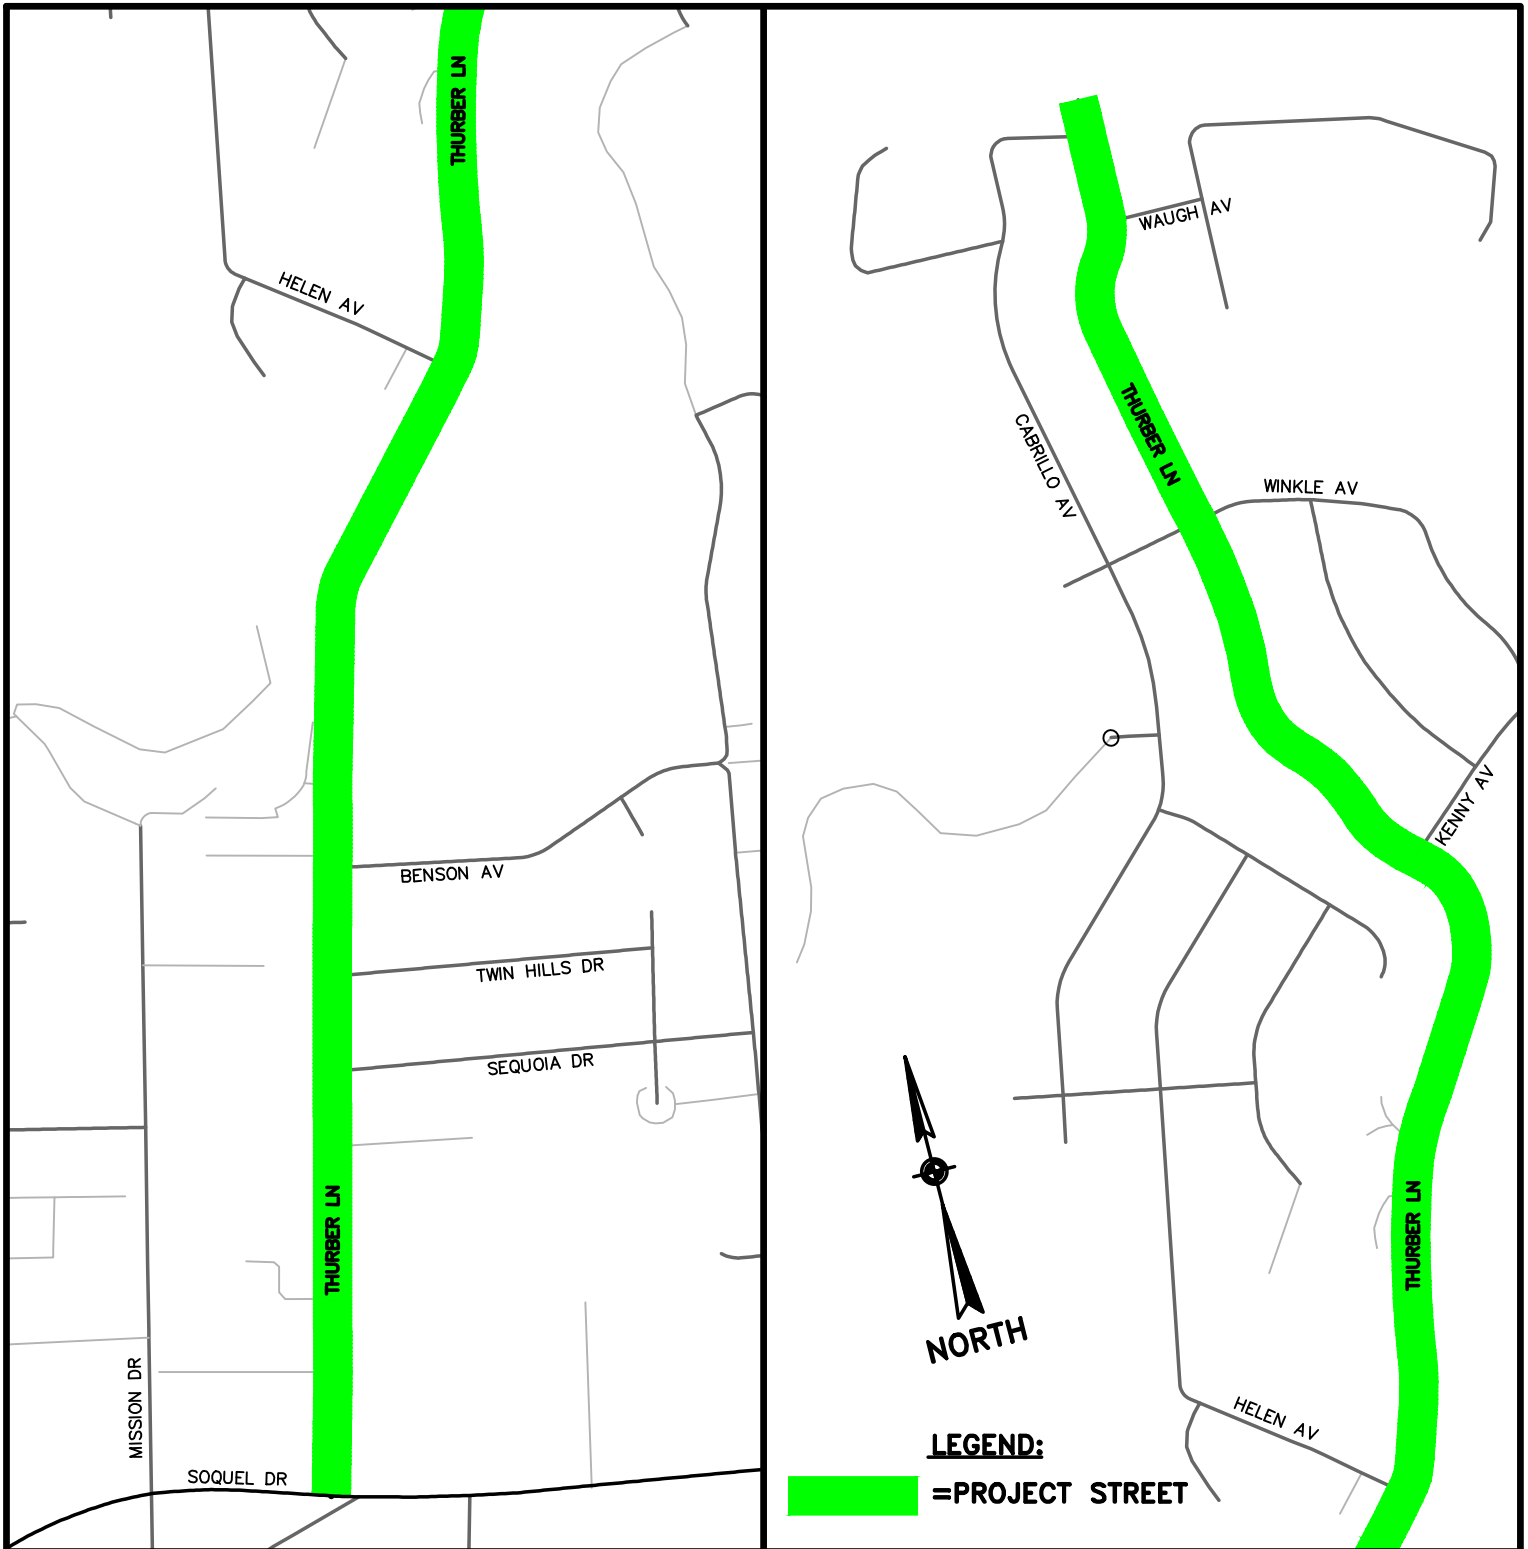 THURBER LN
HELEN AV
BENSON AV
TWIN HILLS DR
SEQUOIA DR
THURBER LN
MISSION DR
SOQUEL DR
WAUGH AV
THURBER LN
CABRILLO AV
WINKLE AV
KENNY AV
THURBER LN
NORTH
HELEN AV
LEGEND:
=PROJECT STREET